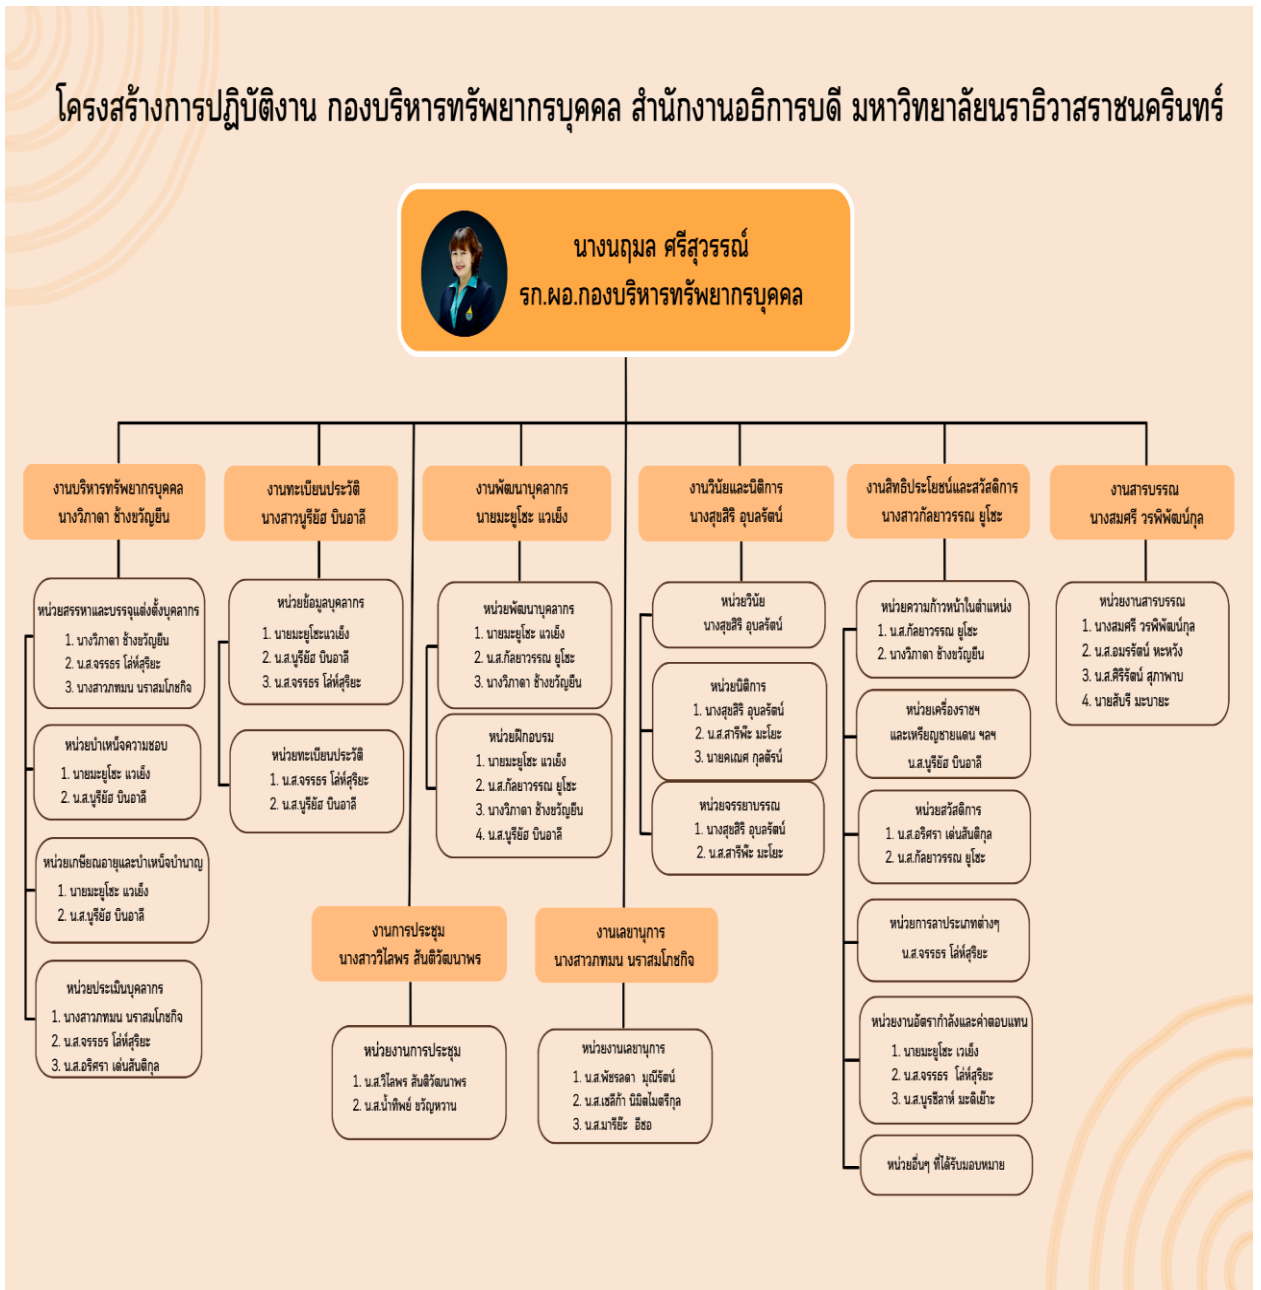 โครงสร้างการปฏิบัติงาน กองบริหารทรัพยากรบุคคล สำนักงานอธิการบดี มหาวิทยาลัยนราธิวาสราชนครินทร์
นางนฤมล ศรีสุวรรณ์
รก.ผอ.กองบริหารทรัพยากรบุคคล
งานบริหารทรัพยากรบุคคล
นางวิภาดา ช้างขวัญยืน
หน่วยสรรหาและบรรจุแต่งตั้งบุคลากร
1. นางวิภาดา ช้างขวัญยืน
2. น.ส.จรรธร โล่ห์สุริยะ
3. นางสาวภทมน นราสมโภชกิจ
หน่วยบำเหน็จความชอบ
1. นายมะยูโซะ แวเย็ง
2. น.ส.นูรียัฮ บินอาลี
หน่วยเกษียณอายุและบำเหน็จบำนาญ
1. นายมะยูโซะ แวเย็ง
2. น.ส.นูรียัฮ บินอาลี
หน่วยประเมินบุคลากร
1. นางสาวภทมน นราสมโภชกิจ
2. น.ส.จรรธร โล่ห์สุริยะ
3. น.ส.อริศรา เด่นสันติกุล
งานทะเบียนประวัติ
นางสาวนูรียัฮ บินอาลี
หน่วยข้อมูลบุคลากร
1. นายมะยูโซะแวเย็ง
2. น.ส.นูรียัฮ บินอาลี
3. น.ส.จรรธร โล่ห์สุริยะ
หน่วยทะเบียนประวัติ
1. น.ส.จรรธร โล่ห์สุริยะ
2. น.ส.นูรียัฮ บินอาลี
งานการประชุม
นางสาววิไลพร สันติวัฒนาพร
หน่วยงานการประชุม
1. น.ส.วิไลพร สันติวัฒนาพร
2. น.ส.น้ำทิพย์ ขวัญหวาน
งานพัฒนาบุคลากร
นายมะยูโซะ แวเย็ง
หน่วยพัฒนาบุคลากร
1. นายมะยูโซะ แวเย็ง
2. น.ส.กัลยาวรรณ ยูโซะ
3. นางวิภาดา ช้างขวัญยืน
หน่วยฝึกอบรม
1. นายมะยูโซะ แวเย็ง
2. น.ส.กัลยาวรรณ ยูโซะ
3. นางวิภาดา ช้างขวัญยืน
4. น.ส.นูรียัฮ บินอาลี
งานเลขานุการ
นางสาวภทมน นราสมโภชกิจ
หน่วยงานเลขานุการ
1. น.ส.พัชรลดา มุณีรัตน์
2. น.ส.เชลีก้า นิมิตไมตรีกุล
3. น.ส.มารีย๊ะ อีซอ
งานวินัยและนิติการ
นางสุขสิริ อุบลรัตน์
หน่วยวินัย
นางสุขสิริ อุบลรัตน์
หน่วยนิติการ
1. นางสุขสิริ อุบลรัตน์
2. น.ส.สารีพ๊ะ มะโยะ
3. นายคเณศ กุลตัรน์
หน่วยจรรยาบรรณ
1. นางสุขสิริ อุบลรัตน์
2. น.ส.สารีพ๊ะ มะโยะ
งานสิทธิประโยชน์และสวัสดิการ
นางสาวกัลยาวรรณ ยูโซะ
หน่วยความก้าวหน้าในตำแหน่ง
1. น.ส.กัลยาวรรณ ยูโซะ
2. นางวิภาดา ช้างขวัญยืน
หน่วยเครื่องราชฯ
และเหรียญชายแดน ฯลฯ
น.ส.นูรียัฮ บินอาลี
หน่วยสวัสดิการ
1. น.ส.อริศรา เด่นสันติกุล
2. น.ส.กัลยาวรรณ ยูโซะ
หน่วยการลาประเภทต่างๆ
น.ส.จรรธร โล่ห์สุริยะ
หน่วยงานอัตรากำลังและค่าตอบแทน
1. นายมะยูโซะ เวเย็ง
2. น.ส.จรรธร โล่ห์สุริยะ
3. น.ส.นูรซีลาห์ มะดิเย๊าะ
หน่วยอื่นๆ ที่ได้รับมอบหมาย
งานสารบรรณ
นางสมศรี วรพิพัฒน์กุล
หน่วยงานสารบรรณ
1. นางสมศรี วรพิพัฒน์กุล
2. น.ส.อมรรัตน์ หะหวัง
3. น.ส.ศิริรัตน์ สุภาพาบ
4. นายสับรี มะบายะ